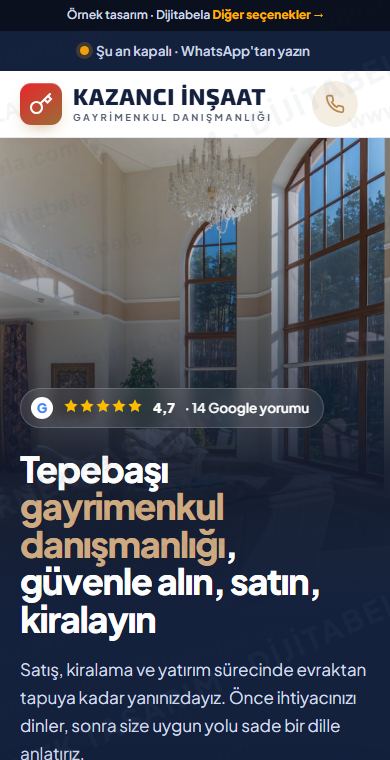 Örnek tasarım · Dijitabela Diğer seçenekler →
Şu an kapalı · WhatsApp'tan yazın
KAZANCI İNŞAAT
GAYRİMENKUL DANIŞMANLIĞI
G ★★★★★ 4,7 · 14 Google yorumu
Tepebaşı
gayrimenkul
danışmanlığı,
güvenle alın, satın,
kiralayın
Satış, kiralama ve yatırım sürecinde evraktan
tapuya kadar yanınızdayız. Önce ihtiyacınızı
dinler, sonra size uygun yolu sade bir dille
anlatırız.